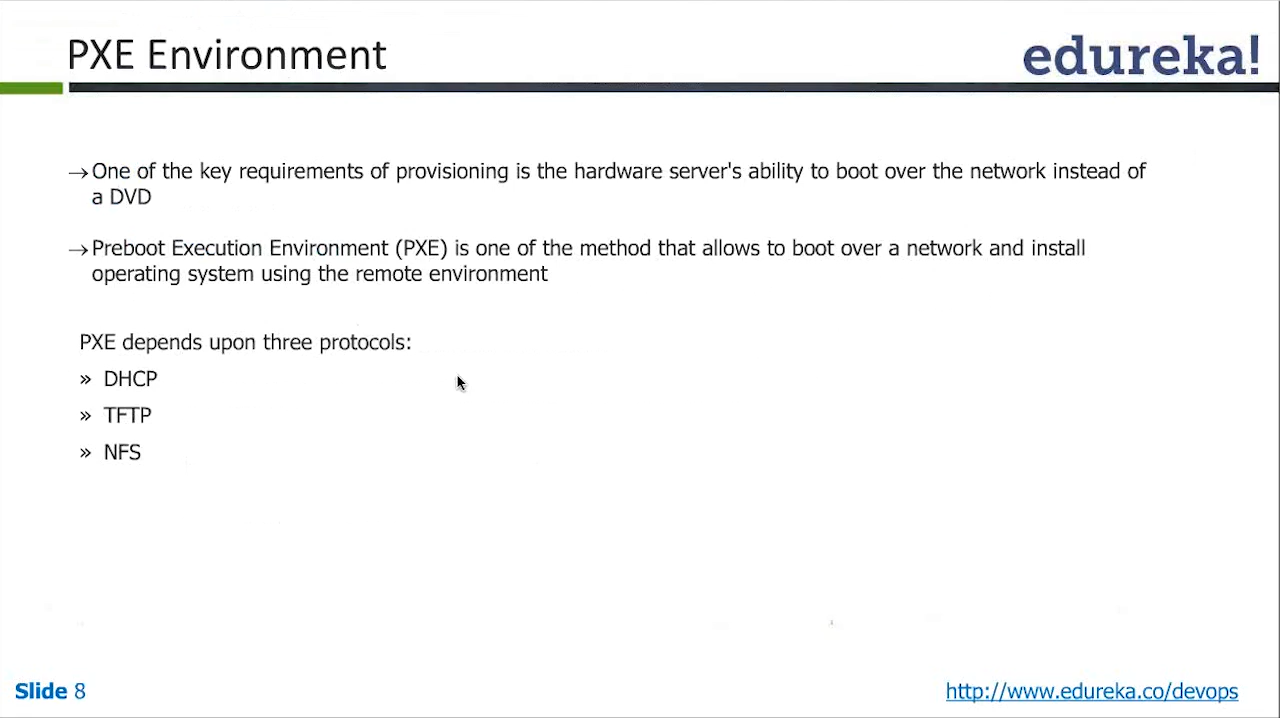 PXE Environment
edureka!
→One of the key requirements of provisioning is the hardware server's ability to boot over the network instead of
a DVD
→Preboot Execution Environment (PXE) is one of the method that allows to boot over a network and install
operating system using the remote environment
PXE depends upon three protocols:
» DHCP
» TFTP
» NFS
Slide 8
http://www.edureka.co/devops